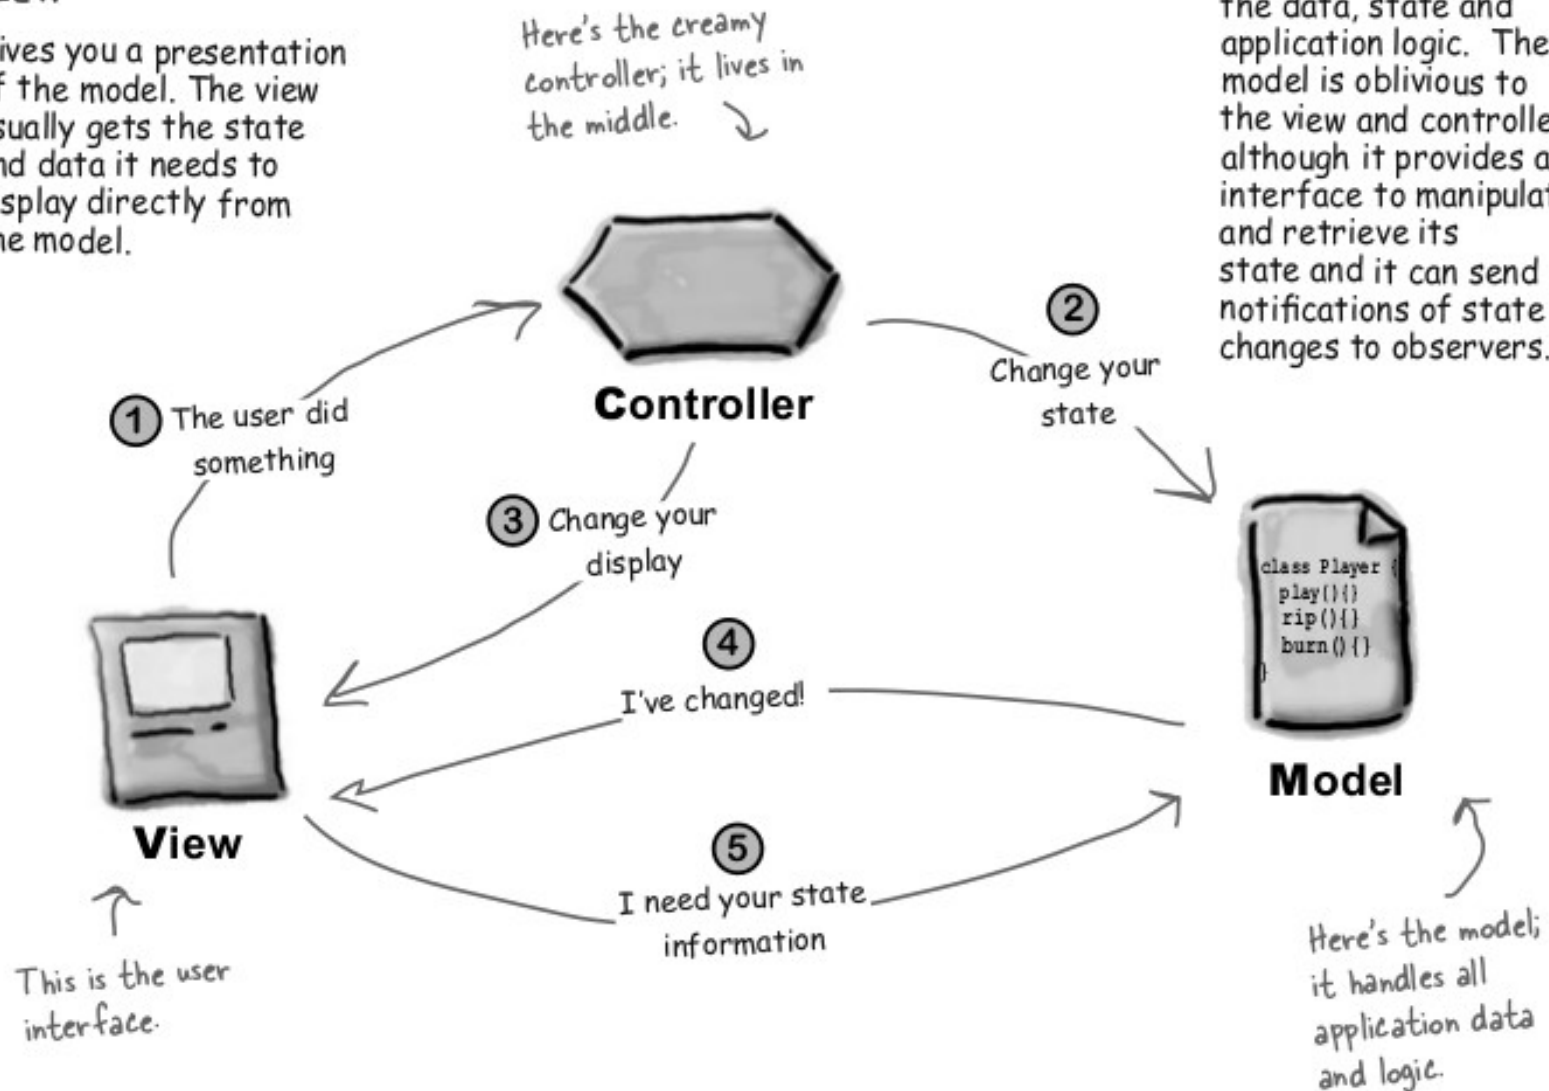 ives you a presentation
the model. The view
sually gets the state
nd data it needs to
splay directly from
model.
Here's the creamy
controller; it lives in
the middle.
the data, state and
application logic. The
model is oblivious to
the view and controlle
although it provides a
interface to manipulat
and retrieve its
state and it can send
notifications of state
changes to observers.
Controller
1 The user did
something
2
Change your
state
3 Change your
display
4
I've changed!
class Player {
play(){}
rip(){}
burn(){}
}
View
Model
5
I need your state
information
This is the user
interface.
Here's the model;
it handles all
application data
and logic.